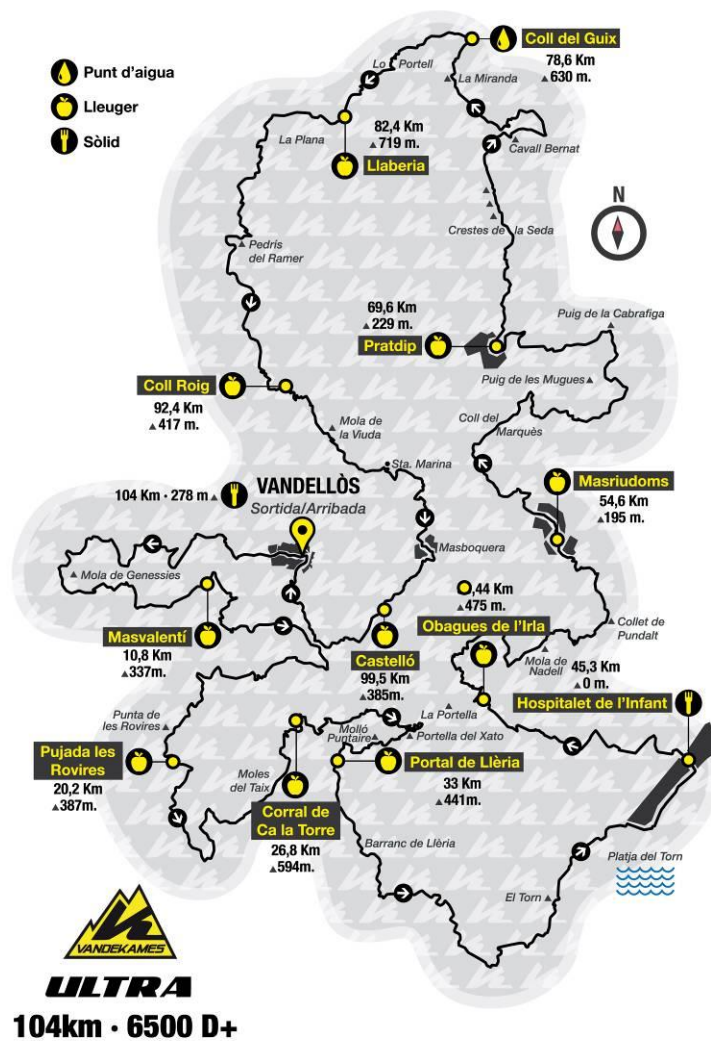 Punt d'aigua
Lleuger
Sòlid
Coll del Guix
78,6 Km
▲630 m.
Lo Portell
La Miranda
La Plana
82,4 Km
▲719 m.
Llaberia
Cavall Bernat
N
Crestes de la Seda
Pedris
del Ramer
69,6 Km
▲229 m.
Pratdip
Puig de la Cabrafiga
Puig de les Mugues
Coll Roig
92,4 Km
▲417 m.
Mola de
la Viuda
Coll del
Marquès
Sta. Marina
Masriudoms
54,6 Km
▲195 m.
104 Km · 278 m▲
VANDELLÒS
Sortida/Arribada
Masboquera
Mola de Genessies
,44 Km
▲475 m.
Obagues de l'Irla
Collet de
Pundalt
Masvalentí
10,8 Km
▲337m.
Castelló
99,5 Km
▲385m.
Mola de
Nadell
45,3 Km
▲0 m.
Hospitalet de l'Infant
Punta de
les Rovires
La Portella
Molló
Puntaire
Portella del Xato
Pujada les
Rovires
20,2 Km
▲387m.
Moles
del Taix
Corral de
Ca la Torre
26,8 Km
▲594m.
Portal de Llèria
33 Km
▲441m.
Barranc de Llèria
Platja del Torn
El Torn
VANDEKAMES
ULTRA
104km · 6500 D+